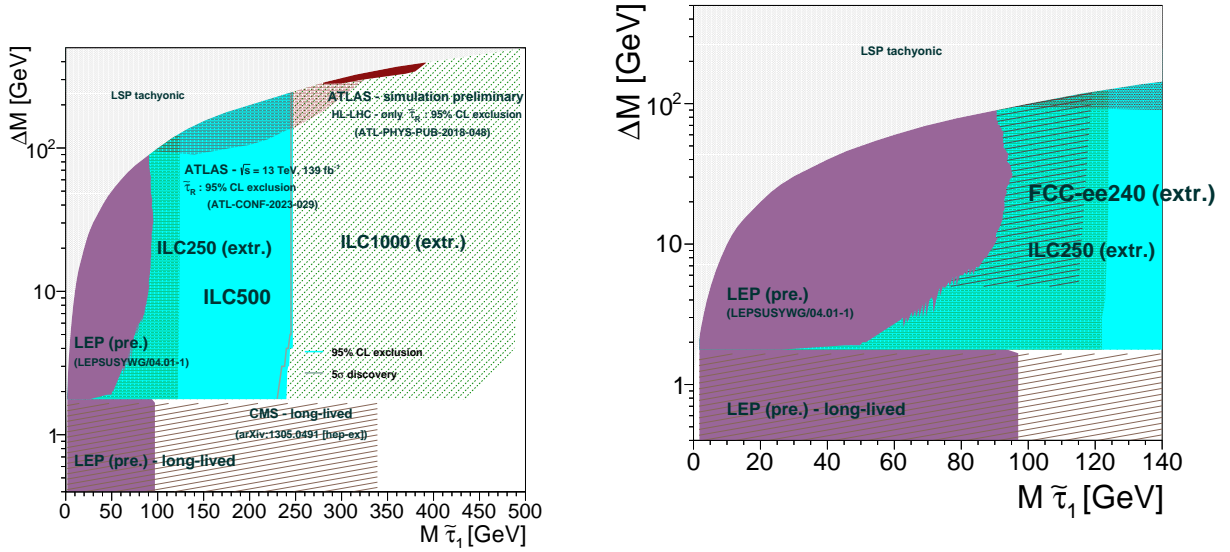 ΔM [GeV]
10²
10
1
LSP tachyonic
ATLAS - simulation preliminary
HL-LHC - only τ̃R : 95% CL exclusion
(ATL-PHYS-PUB-2018-048)
ATLAS - √s = 13 TeV, 139 fb⁻¹
τ̃R : 95% CL exclusion
(ATL-CONF-2023-029)
ILC250 (extr.)
ILC1000 (extr.)
ILC500
LEP (pre.)
(LEPSUSYWG/04.01-1)
95% CL exclusion
5σ discovery
CMS - long-lived
(arXiv:1305.0491 [hep-ex])
LEP (pre.) - long-lived
0 50 100 150 200 250 300 350 400 450 500
M τ̃₁ [GeV]
ΔM [GeV]
10²
10
1
LSP tachyonic
FCC-ee240 (extr.)
ILC250 (extr.)
LEP (pre.)
(LEPSUSYWG/04.01-1)
LEP (pre.) - long-lived
0 20 40 60 80 100 120 140
M τ̃₁ [GeV]